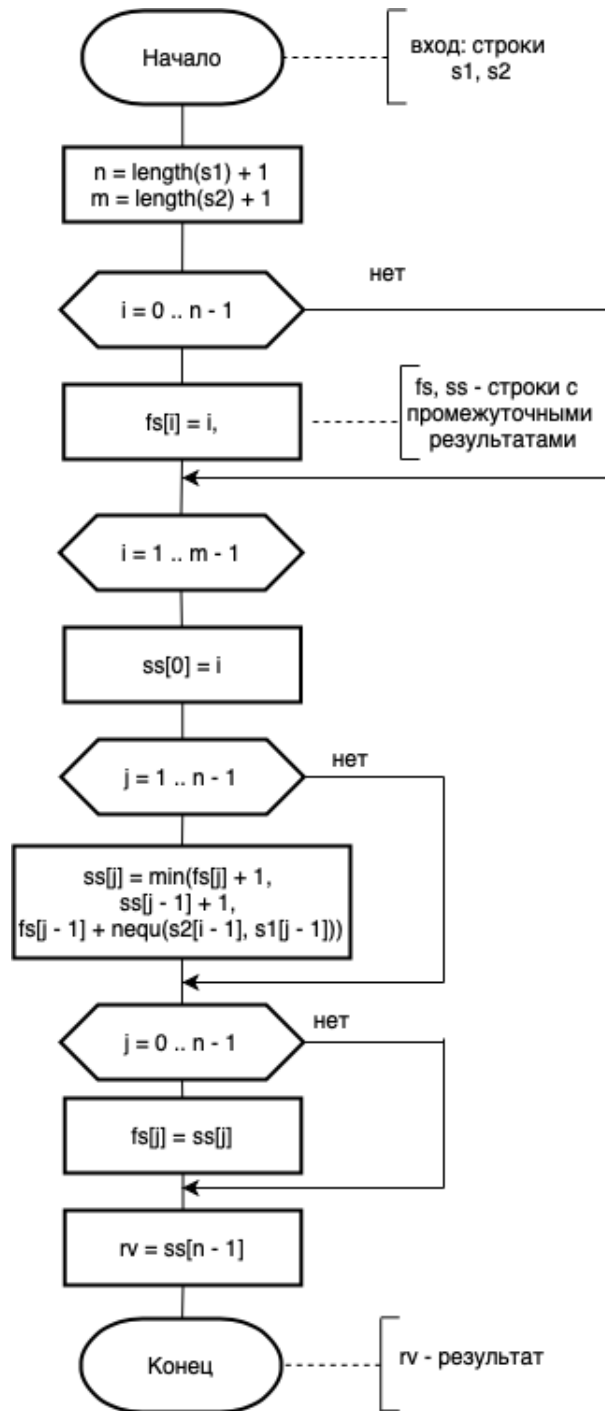 Начало
вход: строки
s1, s2
n = length(s1) + 1
m = length(s2) + 1
нет
i = 0 .. n - 1
fs[i] = i,
fs, ss - строки с
промежуточными
результатами
i = 1 .. m - 1
ss[0] = i
нет
j = 1 .. n - 1
ss[j] = min(fs[j] + 1,
ss[j - 1] + 1,
fs[j - 1] + nequ(s2[i - 1], s1[j - 1]))
нет
j = 0 .. n - 1
fs[j] = ss[j]
rv = ss[n - 1]
Конец
rv - результат